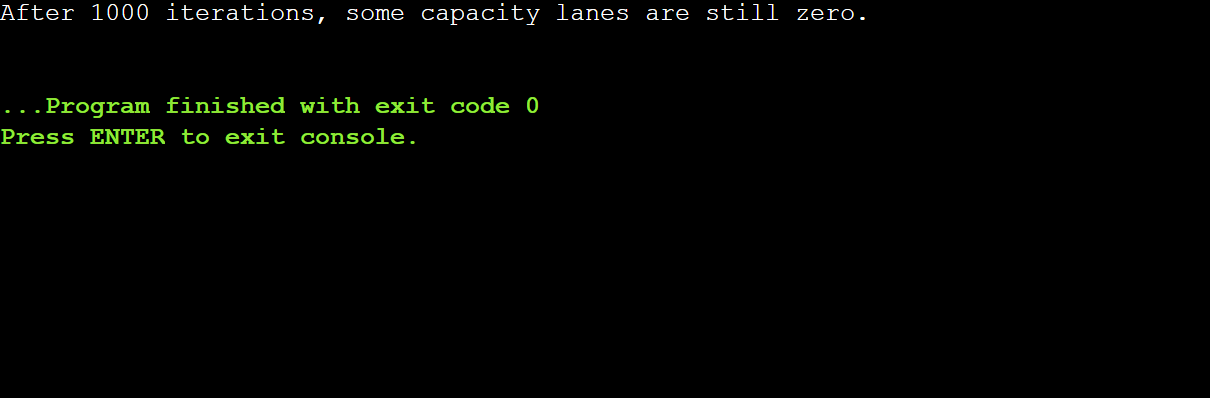 After 1000 iterations, some capacity lanes are still zero.
...Program finished with exit code 0
Press ENTER to exit console.